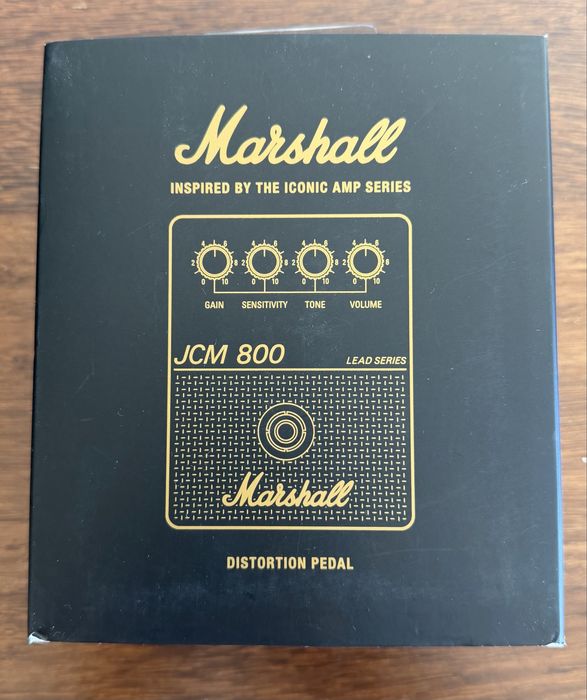 Marshall
INSPIRED BY THE ICONIC AMP SERIES
4 6 4 6 4 6 4 6
2 8 2 8 2 8 2 8
0 10 0 10 0 10 0 10
GAIN SENSITIVITY TONE VOLUME
JCM 800 LEAD SERIES
Marshall
DISTORTION PEDAL